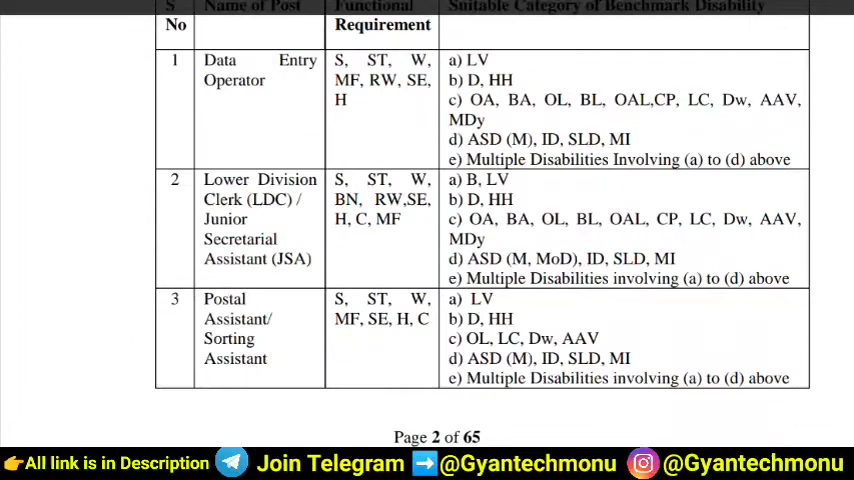 S Name of Post Functional Suitable Category of Benchmark Disability
No Requirement
1 Data Entry S, ST, W, a) LV
Operator MF, RW, SE, b) D, HH
H c) OA, BA, OL, BL, OAL,CP, LC, Dw, AAV,
MDy
d) ASD (M), ID, SLD, MI
e) Multiple Disabilities Involving (a) to (d) above
2 Lower Division S, ST, W, a) B, LV
Clerk (LDC) / BN, RW,SE, b) D, HH
Junior H, C, MF c) OA, BA, OL, BL, OAL, CP, LC, Dw, AAV,
Secretarial MDy
Assistant (JSA) d) ASD (M, MoD), ID, SLD, MI
e) Multiple Disabilities involving (a) to (d) above
3 Postal S, ST, W, a) LV
Assistant/ MF, SE, H, C b) D, HH
Sorting c) OL, LC, Dw, AAV
Assistant d) ASD (M), ID, SLD, MI
e) Multiple Disabilities involving (a) to (d) above
Page 2 of 65
All link is in Description Join Telegram @Gyantechmonu @Gyantechmonu